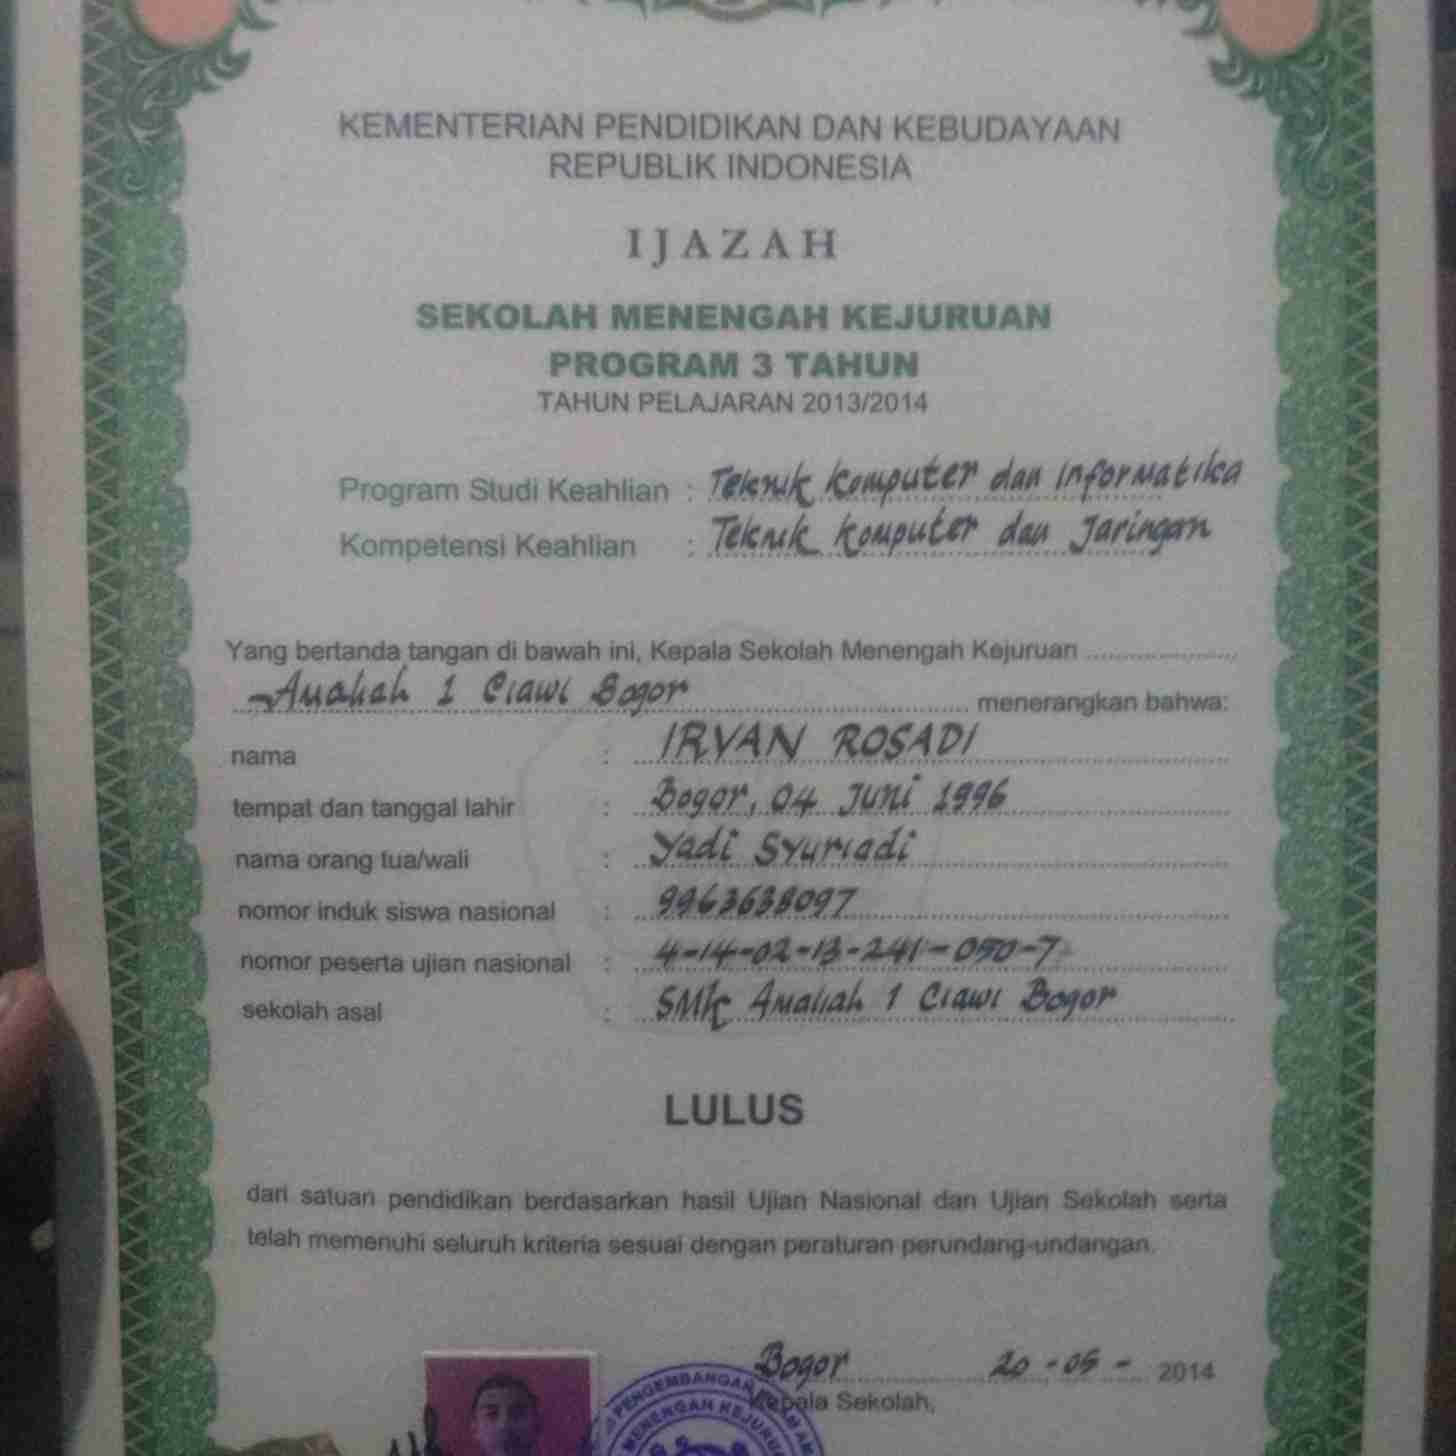 KEMENTERIAN PENDIDIKAN DAN KEBUDAYAAN
REPUBLIK INDONESIA
IJAZAH
SEKOLAH MENENGAH KEJURUAN
PROGRAM 3 TAHUN
TAHUN PELAJARAN 2013/2014
Program Studi Keahlian : Teknik Komputer dan Informatika
Kompetensi Keahlian : Teknik Komputer dan Jaringan
Yang bertanda tangan di bawah ini, Kepala Sekolah Menengah Kejuruan
Amaliah 1 Ciawi Bogor menerangkan bahwa:
nama : IRVAN ROSADI
tempat dan tanggal lahir : Bogor, 04 Juni 1996
nama orang tua/wali : Yadi Syuriadi
nomor induk siswa nasional : 9963638097
nomor peserta ujian nasional : 4-14-02-13-241-050-7
sekolah asal : SMK Amaliah 1 Ciawi Bogor
LULUS
dari satuan pendidikan berdasarkan hasil Ujian Nasional dan Ujian Sekolah serta
telah memenuhi seluruh kriteria sesuai dengan peraturan perundang-undangan.
Bogor 20-05- 2014
Kepala Sekolah,
PENGEMBANGAN
MENENGAH KEJURU